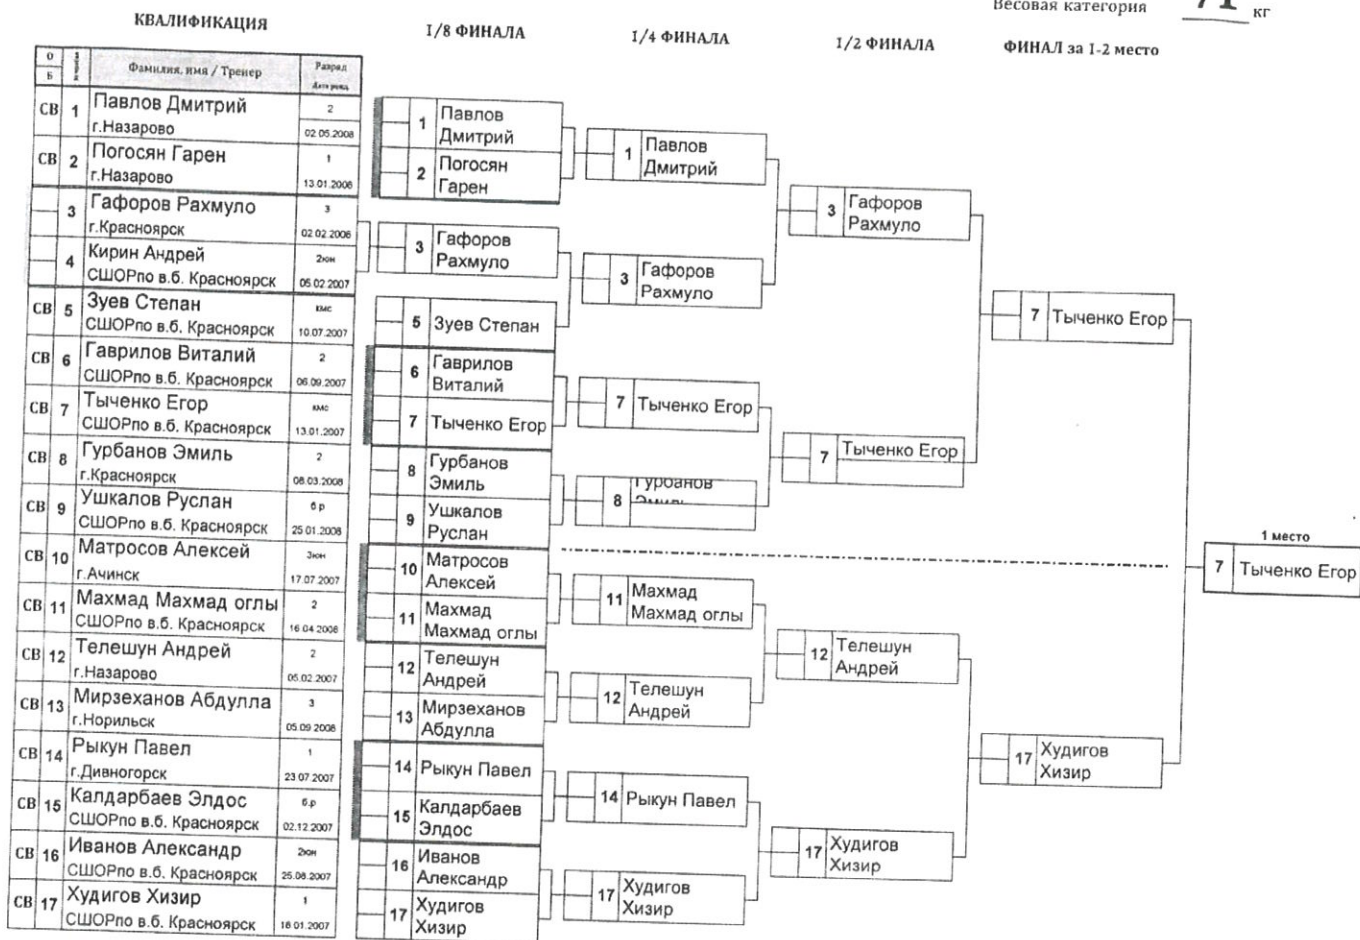 Весовая категория 71 кг
КВАЛИФИКАЦИЯ
1/8 ФИНАЛА
1/4 ФИНАЛА
1/2 ФИНАЛА
ФИНАЛ за 1-2 место
О
Б
Фамилия, имя / Тренер
Разряд
Дата рожд.
СВ 1 Павлов Дмитрий 2
г.Назарово 02.05.2008
СВ 2 Погосян Гарен 1
г.Назарово 13.01.2006
3 Гафоров Рахмуло 3
г.Красноярск 02.02.2006
4 Кирин Андрей 2юн
СШОРпо в.б. Красноярск 05.02.2007
СВ 5 Зуев Степан кмс
СШОРпо в.б. Красноярск 10.07.2007
СВ 6 Гаврилов Виталий 2
СШОРпо в.б. Красноярск 06.09.2007
СВ 7 Тыченко Егор кмс
СШОРпо в.б. Красноярск 13.01.2007
СВ 8 Гурбанов Эмиль 2
г.Красноярск 08.03.2008
СВ 9 Ушкалов Руслан б.р
СШОРпо в.б. Красноярск 25.01.2008
СВ 10 Матросов Алексей 3юн
г.Ачинск 17.07.2007
СВ 11 Махмад Махмад оглы 2
СШОРпо в.б. Красноярск 16.04.2008
СВ 12 Телешун Андрей 2
г.Назарово 05.02.2007
СВ 13 Мирзеханов Абдулла 3
г.Норильск 05.09.2008
СВ 14 Рыкун Павел 1
г.Дивногорск 23.07.2007
СВ 15 Калдарбаев Элдос б.р
СШОРпо в.б. Красноярск 02.12.2007
СВ 16 Иванов Александр 2юн
СШОРпо в.б. Красноярск 25.08.2007
СВ 17 Худигов Хизир 1
СШОРпо в.б. Красноярск 18.01.2007
1 Павлов
Дмитрий
2 Погосян
Гарен
3 Гафоров
Рахмуло
5 Зуев Степан
6 Гаврилов
Виталий
7 Тыченко Егор
8 Гурбанов
Эмиль
9 Ушкалов
Руслан
10 Матросов
Алексей
11 Махмад
Махмад оглы
12 Телешун
Андрей
13 Мирзеханов
Абдулла
14 Рыкун Павел
15 Калдарбаев
Элдос
16 Иванов
Александр
17 Худигов
Хизир
1 Павлов
Дмитрий
3 Гафоров
Рахмуло
7 Тыченко Егор
8 Гурбанов
Эмиль
11 Махмад
Махмад оглы
12 Телешун
Андрей
14 Рыкун Павел
17 Худигов
Хизир
3 Гафоров
Рахмуло
7 Тыченко Егор
12 Телешун
Андрей
17 Худигов
Хизир
7 Тыченко Егор
17 Худигов
Хизир
1 место
7 Тыченко Егор